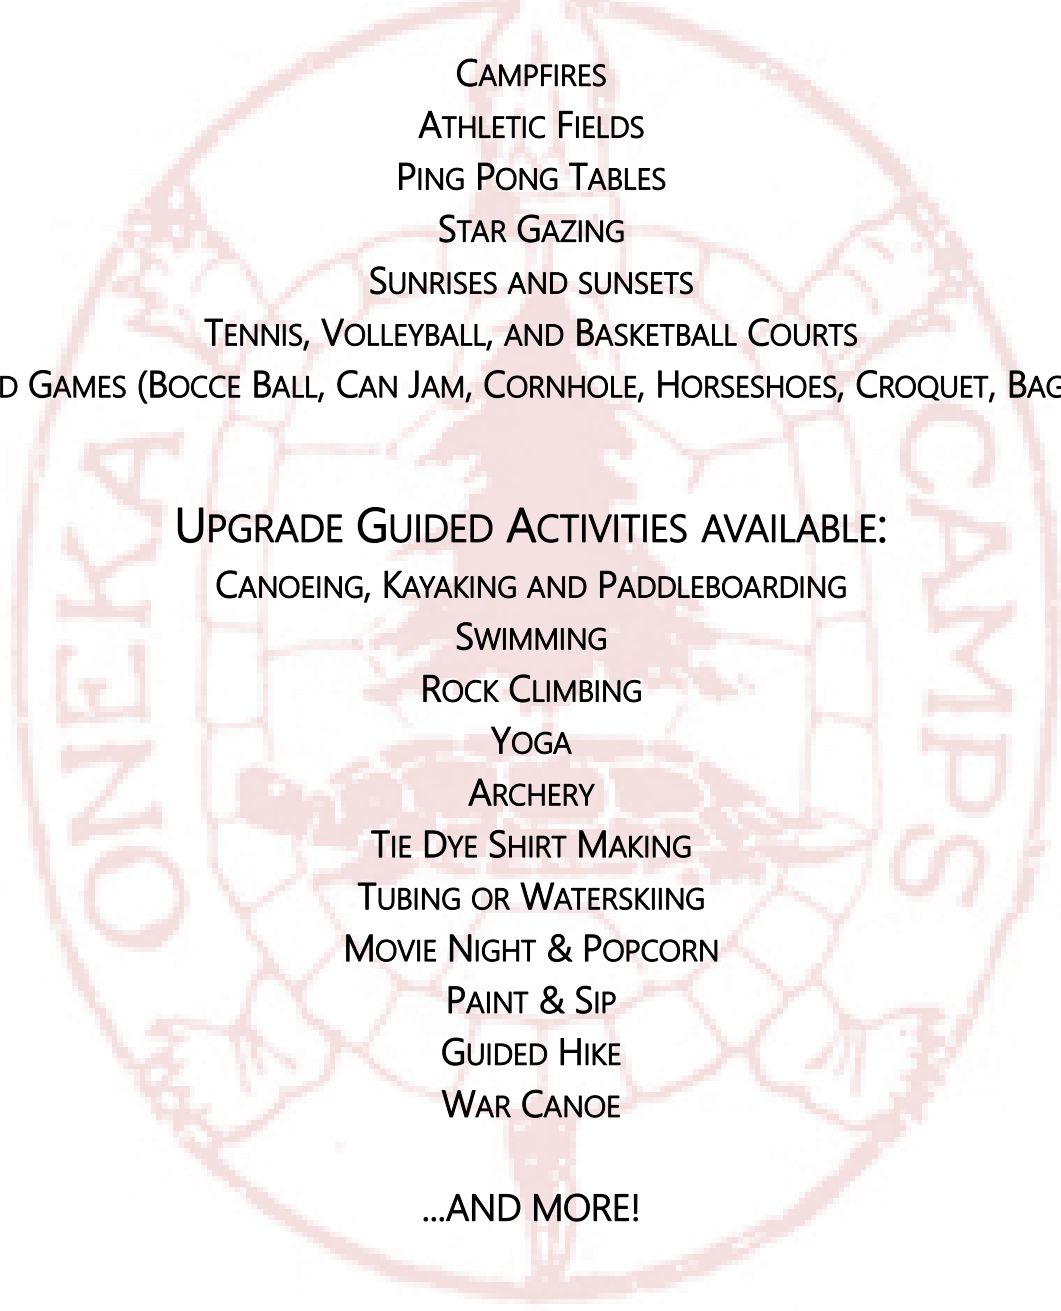 Campfires
Athletic Fields
Ping Pong Tables
Star Gazing
Sunrises and sunsets
Tennis, Volleyball, and Basketball Courts
Games (Bocce Ball, Can Jam, Cornhole, Horseshoes, Croquet,
Upgrade Guided Activities available:
Canoeing, Kayaking and Paddleboarding
Swimming
Rock Climbing
Yoga
Archery
Tie Dye Shirt Making
Tubing or Waterskiing
Movie Night & Popcorn
Paint & Sip
Guided Hike
War Canoe
...AND MORE!
ONEKA
CAMPS